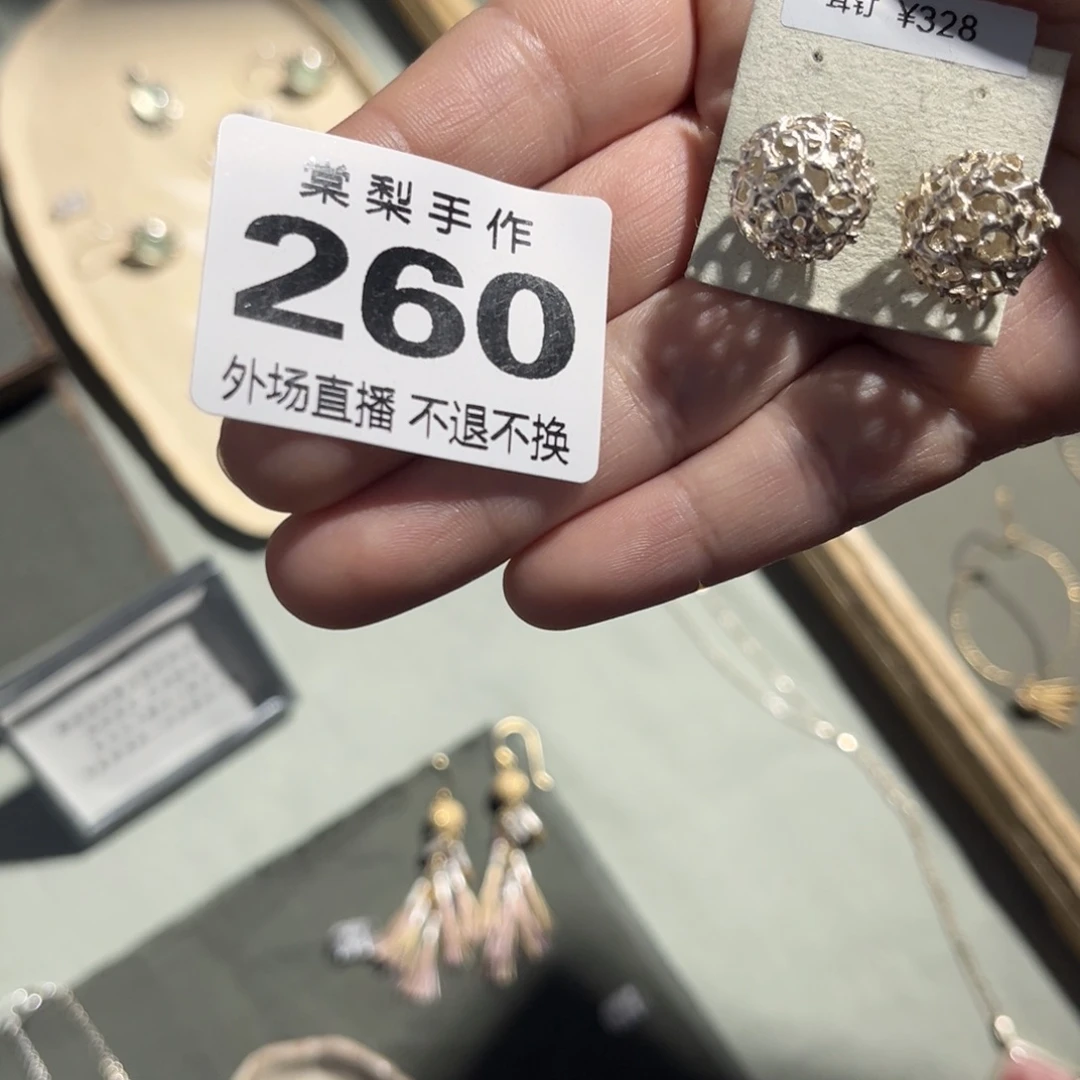 耳钉 ¥328
棠梨手作
260
外场直播 不退不换